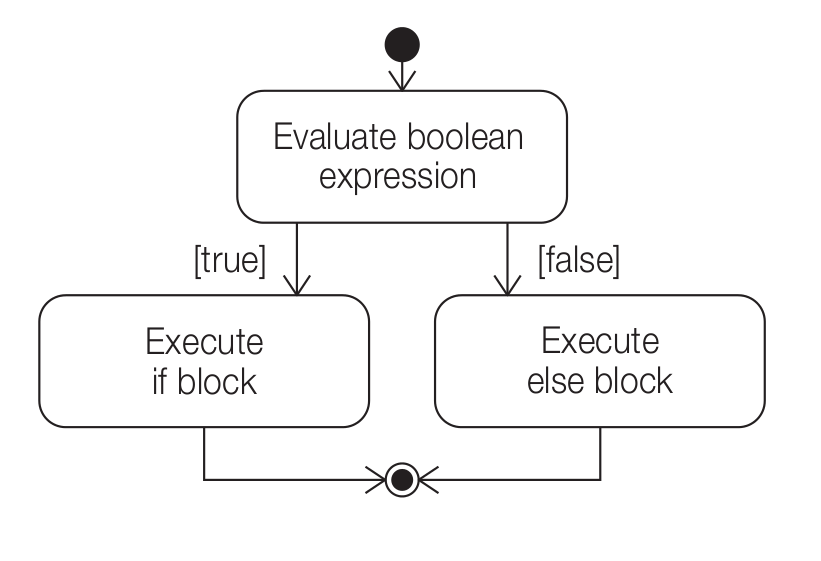 Evaluate boolean
expression
[true]
[false]
Execute
if block
Execute
else block